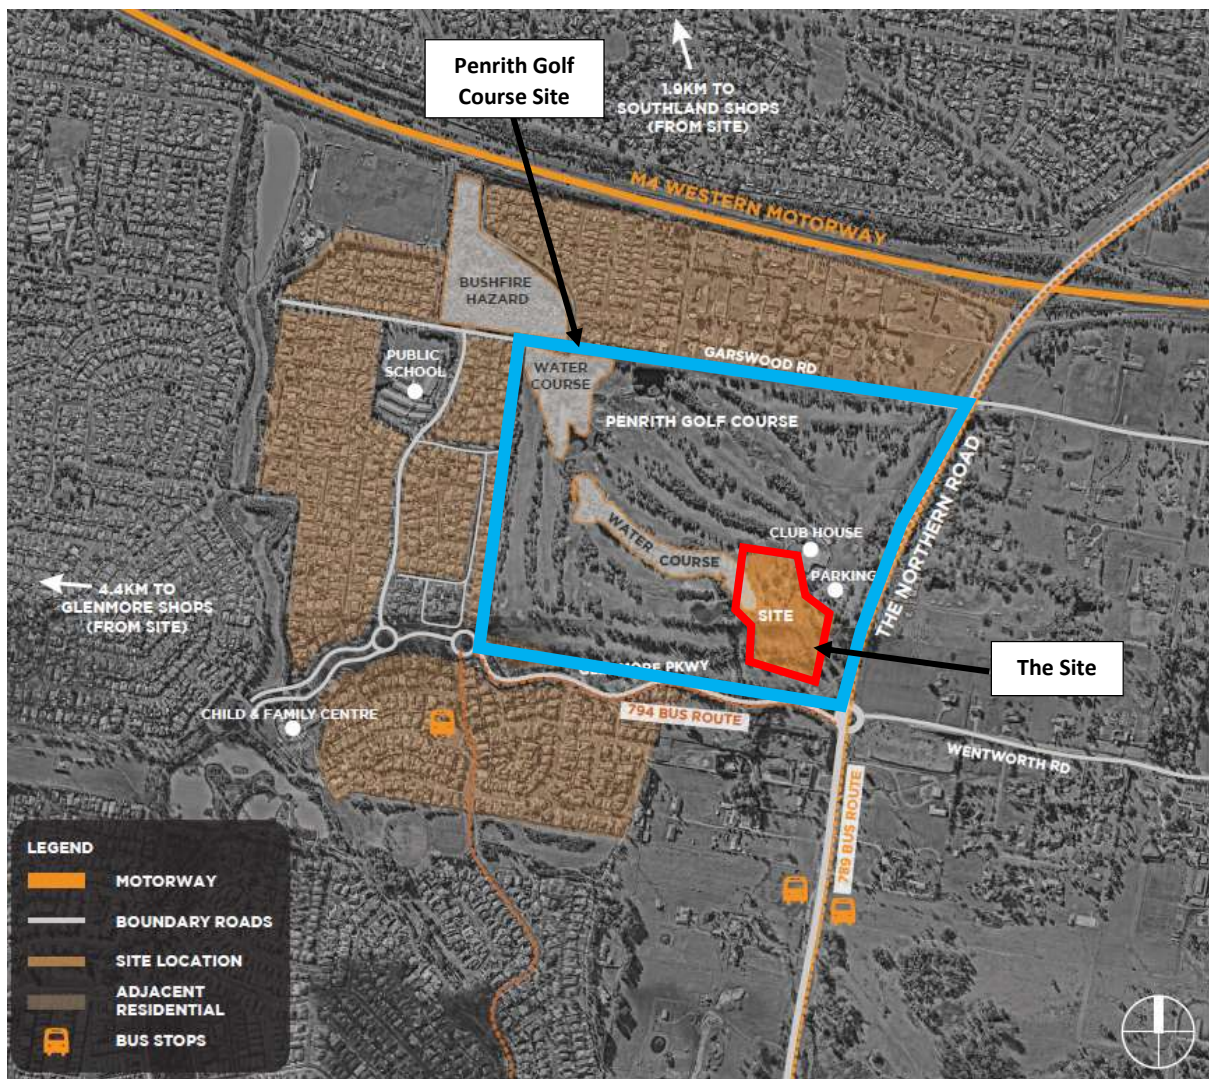 Penrith Golf
Course Site
1.9KM TO
SOUTHLAND SHOPS
(FROM SITE)
M4 WESTERN MOTORWAY
BUSHFIRE
HAZARD
GARSWOOD RD
PUBLIC
SCHOOL
WATER
COURSE
PENRITH GOLF COURSE
THE NORTHERN ROAD
WATER COURSE
CLUB HOUSE
PARKING
4.4KM TO
GLENMORE SHOPS
(FROM SITE)
SITE
The Site
PKWY
794 BUS ROUTE
CHILD & FAMILY CENTRE
WENTWORTH RD
789 BUS ROUTE
LEGEND
MOTORWAY
BOUNDARY ROADS
SITE LOCATION
ADJACENT
RESIDENTIAL
BUS STOPS